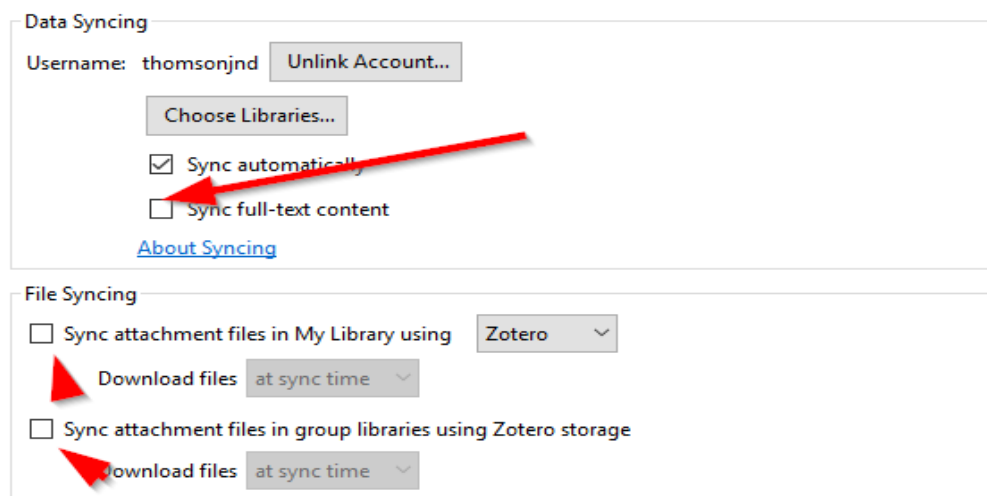 Data Syncing
Username: thomsonjnd Unlink Account...
Choose Libraries...
Sync automatically
Sync full-text content
About Syncing
File Syncing
Sync attachment files in My Library using Zotero
Download files at sync time
Sync attachment files in group libraries using Zotero storage
Download files at sync time